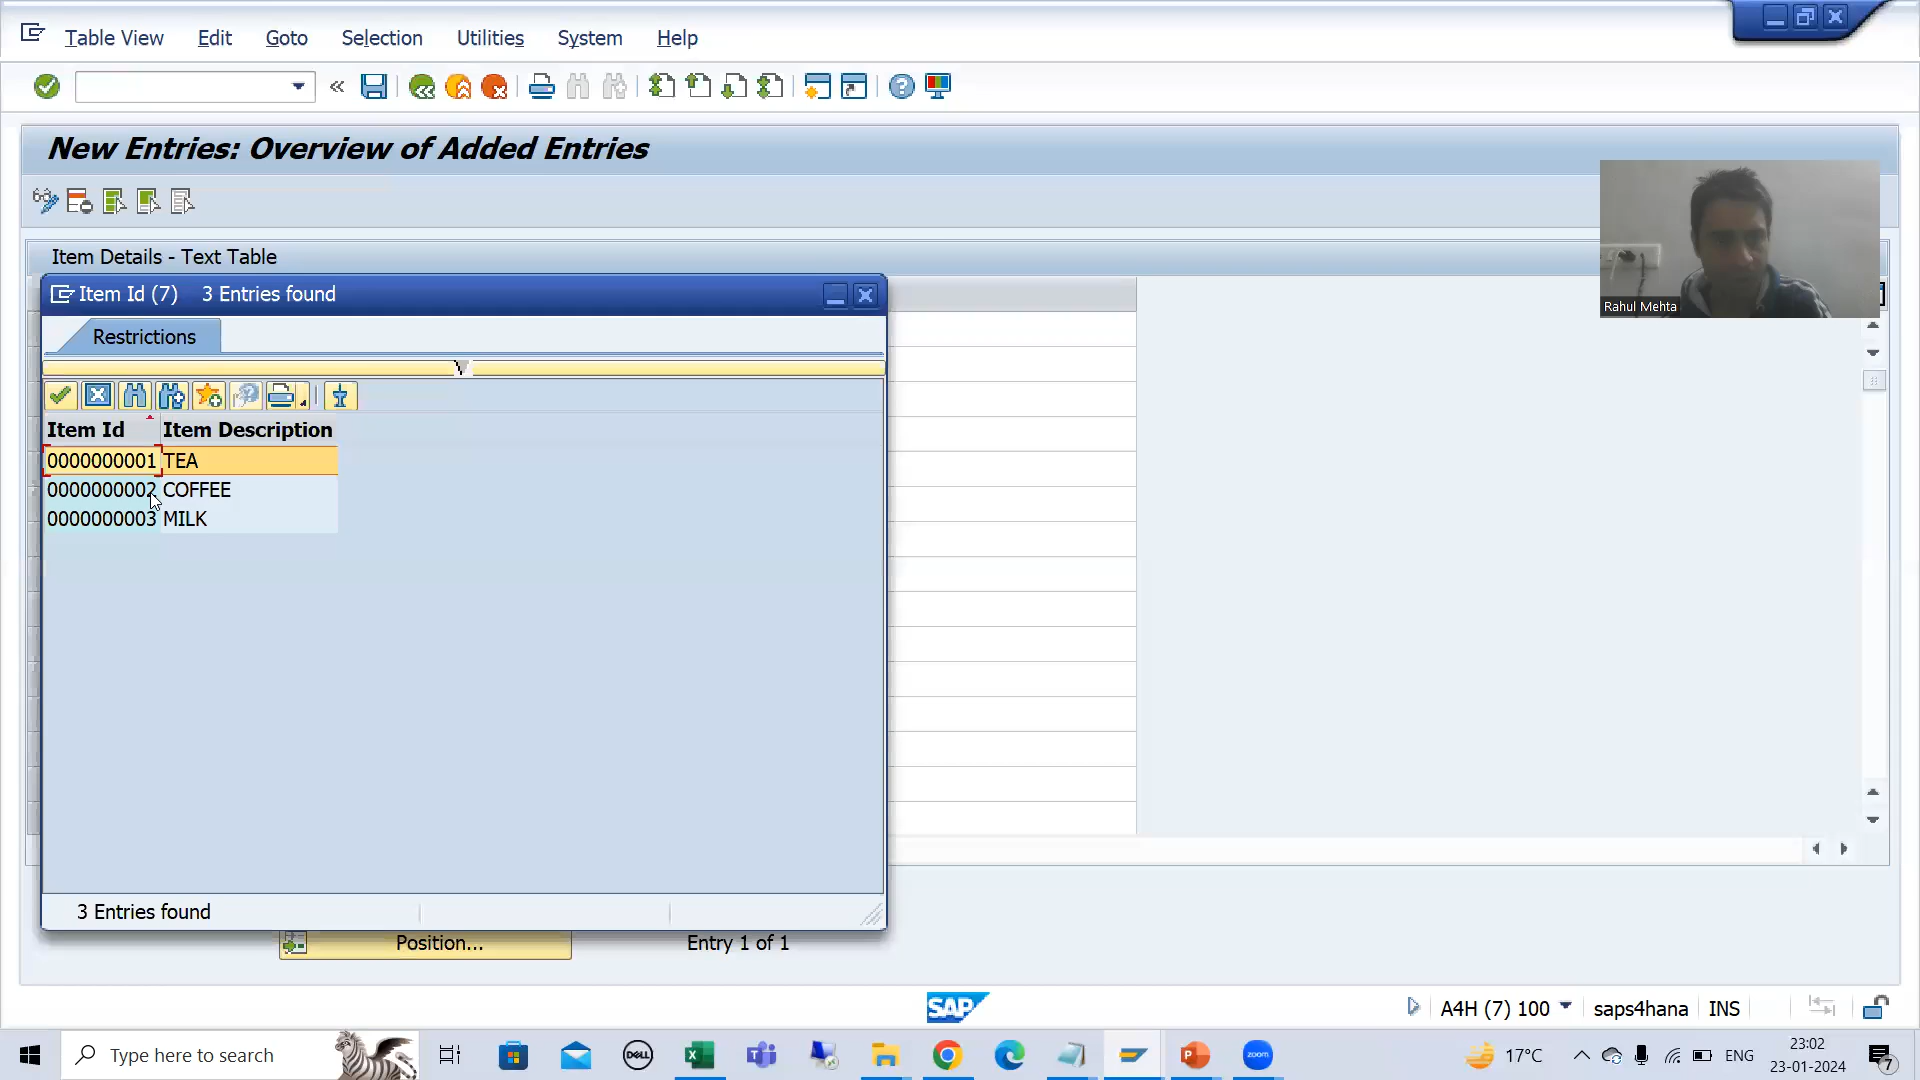 Table View Edit Goto Selection Utilities System Help
New Entries: Overview of Added Entries
Rahul Mehta
Item Details - Text Table
Item Id (7) 3 Entries found
Restrictions
Item Id Item Description
0000000001 TEA
0000000002 COFFEE
0000000003 MILK
3 Entries found
Position... Entry 1 of 1
SAP A4H (7) 100 saps4hana INS
Type here to search DELL zoom 17°C ENG 23:02
23-01-2024 7